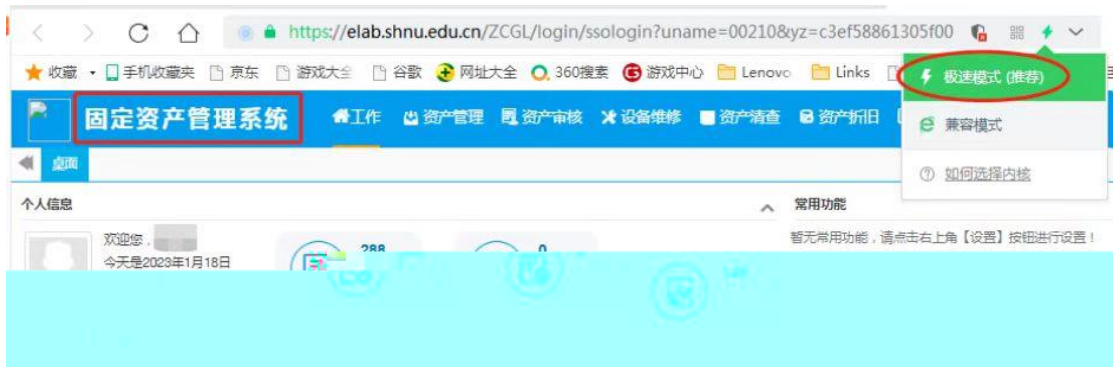 https://elab.shnu.edu.cn/ZCGL/login/ssologin?uname=00210&yz=c3ef58861305f00
收藏 手机收藏夹 京东 游戏大全 谷歌 网址大全 360搜索 游戏中心 Lenovo Links
极速模式 (推荐)
固定资产管理系统 工作 资产管理 资产审核 设备维修 资产清查 资产折旧
兼容模式
桌面
如何选择内核
个人信息 常用功能
欢迎您, 288 0 暂无常用功能,请点击右上角【设置】按钮进行设置!
今天是2023年1月18日